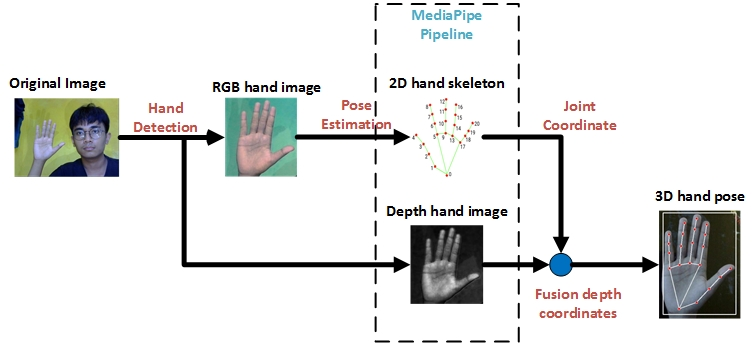 MediaPipe
Pipeline
Original Image
Hand
Detection
RGB hand image
Pose
Estimation
2D hand skeleton
Joint
Coordinate
Depth hand image
3D hand pose
Fusion depth
coordinates